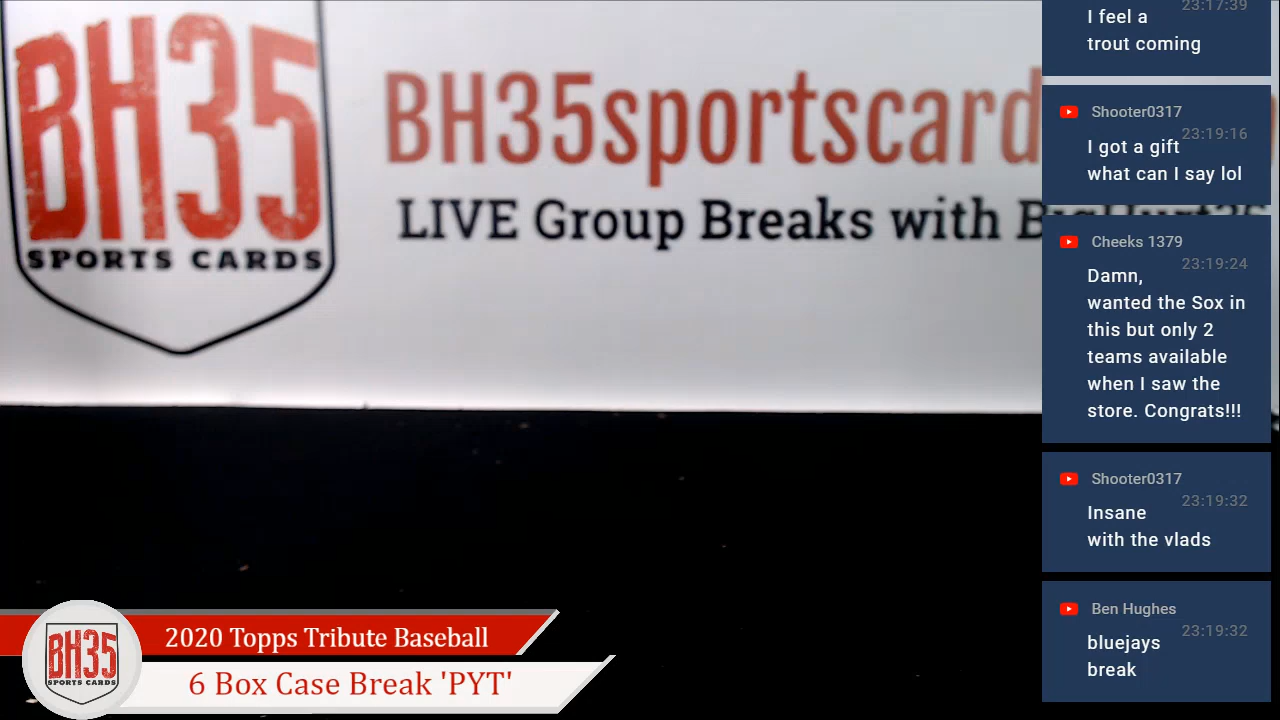 BH35
SPORTS CARDS
BH35sportscard
LIVE Group Breaks with
I feel a
23:17:39
trout coming
Shooter0317
23:19:16
I got a gift
what can I say lol
Cheeks 1379
23:19:24
Damn,
wanted the Sox in
this but only 2
teams available
when I saw the
store. Congrats!!!
Shooter0317
23:19:32
Insane
with the vlads
Ben Hughes
23:19:32
bluejays
break
BH35
SPORTS CARDS
2020 Topps Tribute Baseball
6 Box Case Break 'PYT'